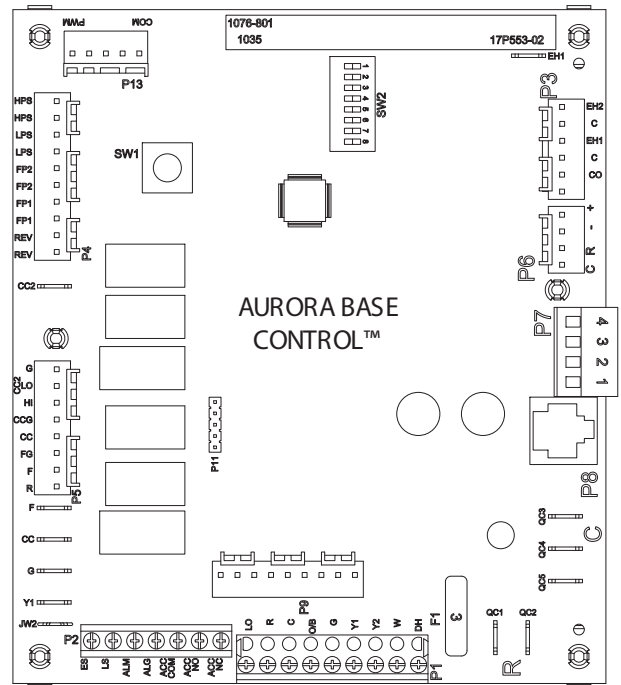 PWM
COM
P13
1076-801
1035
17P553-02
EH1
1
2
3
4
5
6
7
8
SW2
P3
EH2
C
EH1
C
CO
HPS
HPS
LPS
LPS
FP2
FP2
FP1
FP1
REV
REV
P4
SW1
+
-
R
C
P6
CC2
AURORA BASE
CONTROL™
P7
4
3
2
1
G
CC2
LO
HI
CCG
CC
FG
F
R
P5
P11
P8
F
CC
G
Y1
JW2
QC3
QC4
QC5
C
P9
P2
ES
LS
ALM
ALG
ACC COM
ACC NO
ACC NC
LO
R
C
O/B
G
Y1
Y2
W
DH
P1
F1
3
QC1
QC2
R